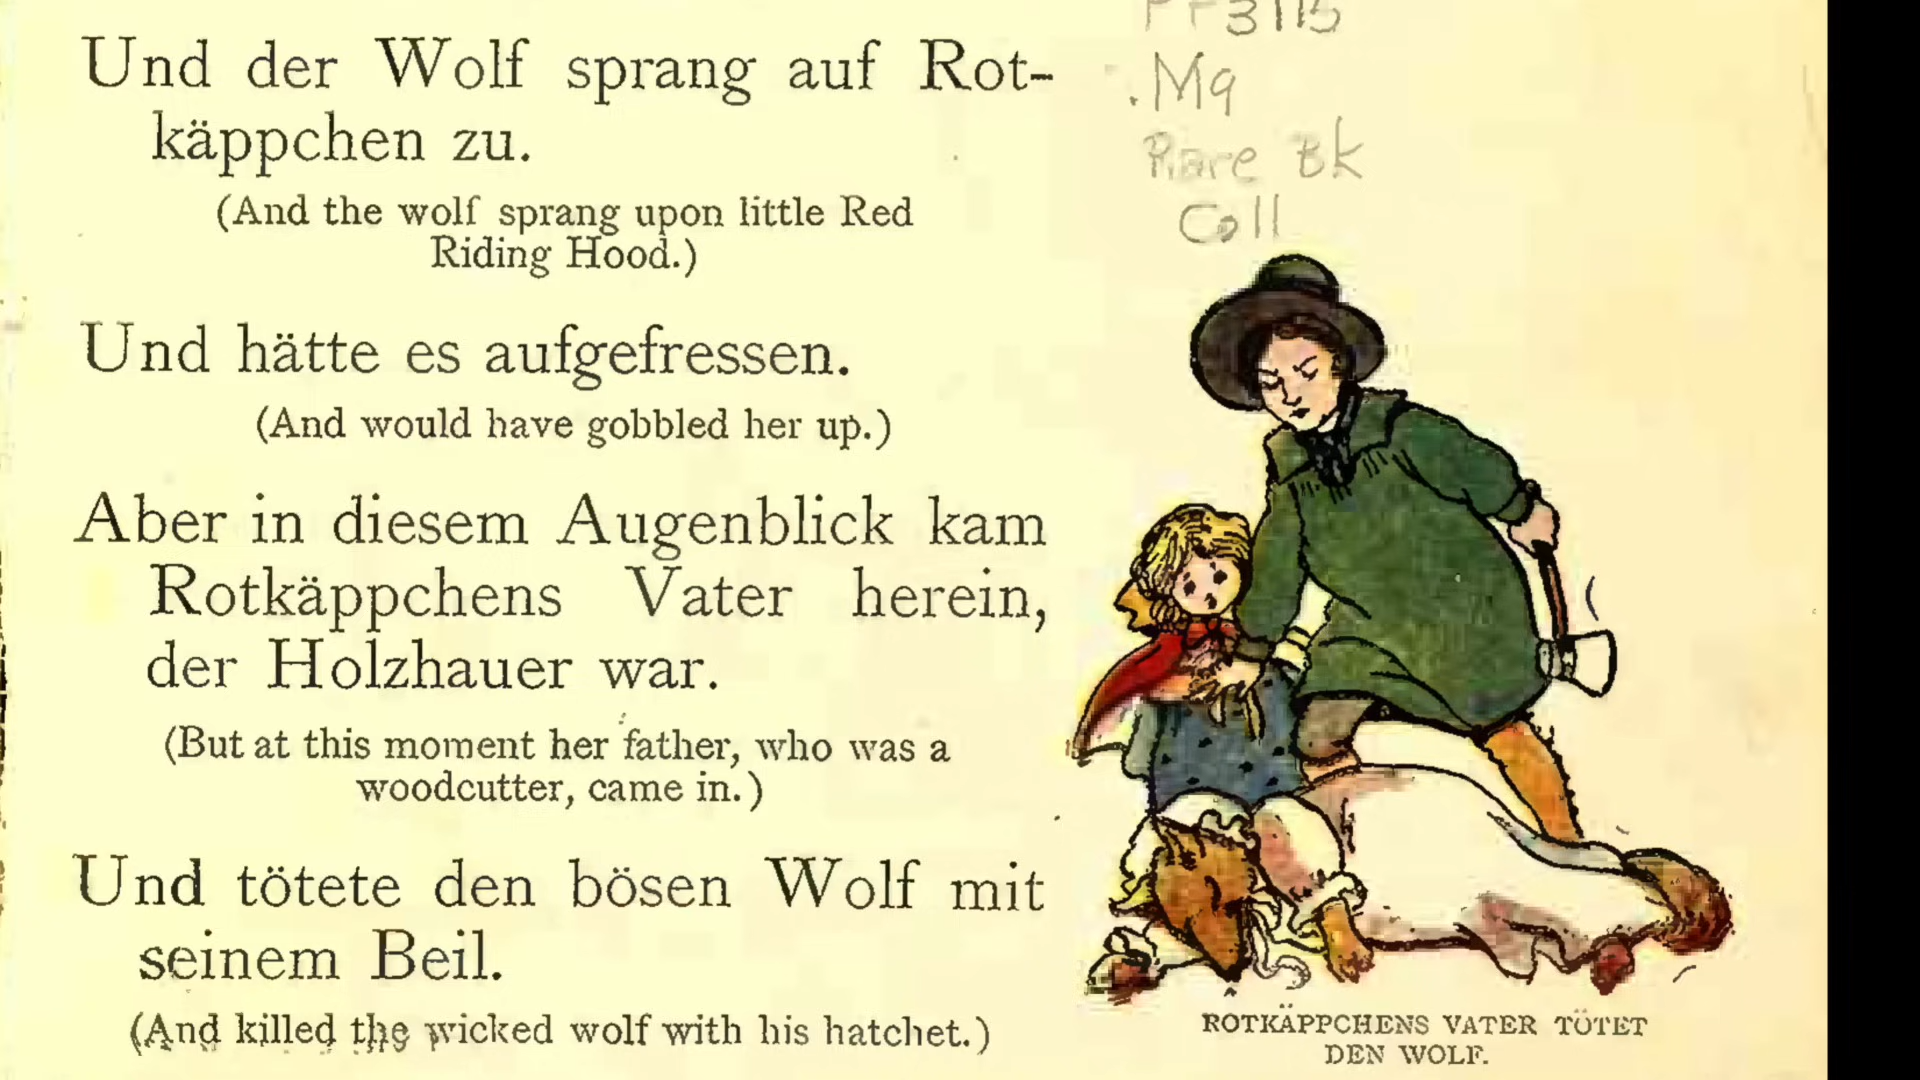 Und der Wolf sprang auf Rot-
käppchen zu.
(And the wolf sprang upon little Red
Riding Hood.)
Und hätte es aufgefressen.
(And would have gobbled her up.)
Aber in diesem Augenblick kam
Rotkäppchens Vater herein,
der Holzhauer war.
(But at this moment her father, who was a
woodcutter, came in.)
Und tötete den bösen Wolf mit
seinem Beil.
(And killed the wicked wolf with his hatchet.)
.M9
Rare Bk
Coll
ROTKÄPPCHENS VATER TÖTET
DEN WOLF.